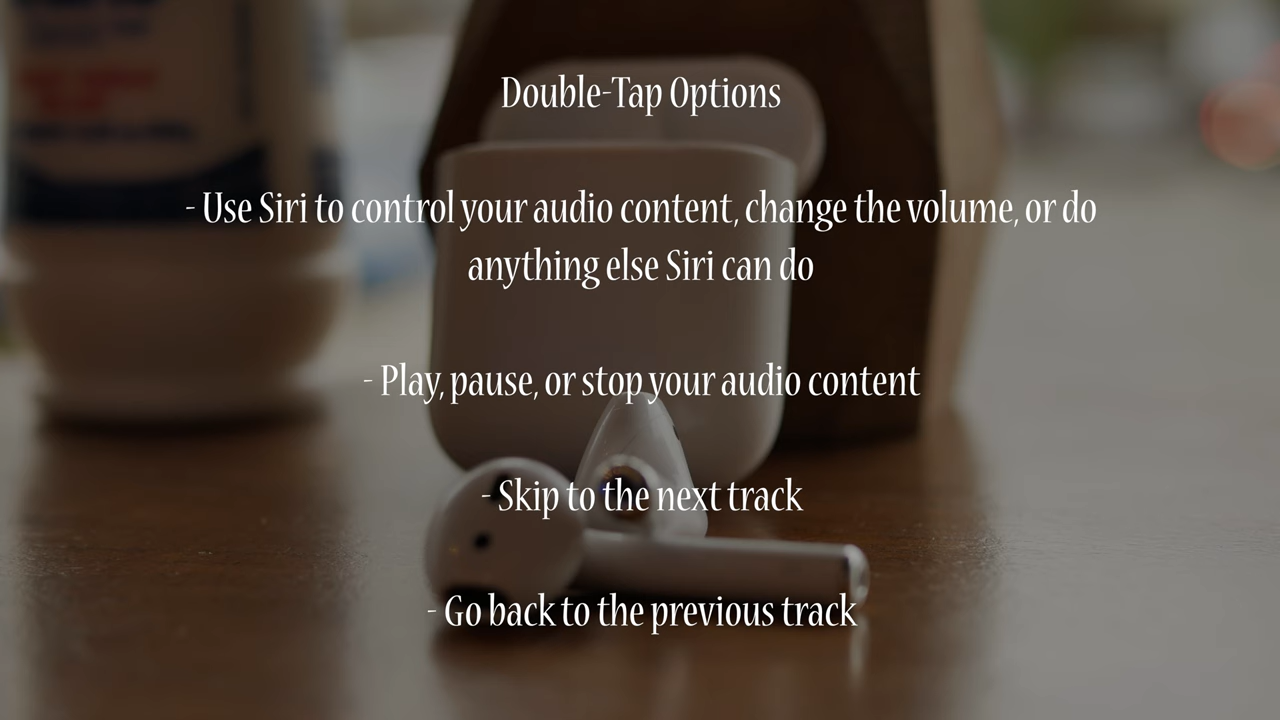 Double-Tap Options
- Use Siri to control your audio content, change the volume, or do
anything else Siri can do
- Play, pause, or stop your audio content
- Skip to the next track
- Go back to the previous track